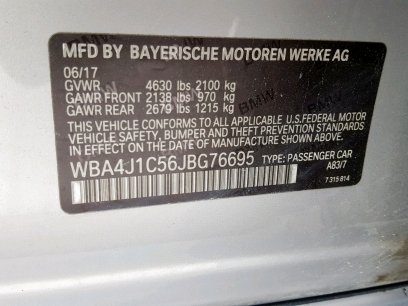 MFD BY BAYERISCHE MOTOREN WERKE AG
06/17
GVWR 4630 lbs 2100 kg
GAWR FRONT 2138 lbs 970 kg
GAWR REAR 2679 lbs 1215 kg
THIS VEHICLE CONFORMS TO ALL APPLICABLE U.S.FEDERAL MOTOR
VEHICLE SAFETY, BUMPER, AND THEFT PREVENTION STANDARDS
IN EFFECT ON THE DATE OF MANUFACTURE SHOWN ABOVE.
WBA4J1C56JBG76695 TYPE: PASSENGER CAR
A83/7
7 315 814